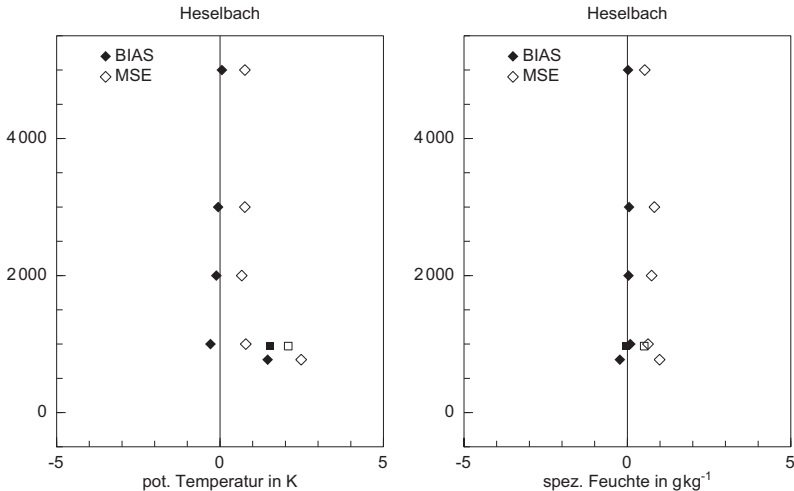 Heselbach
BIAS
MSE
4000
2000
0
-5
0
5
pot. Temperatur in K
Heselbach
BIAS
MSE
4000
2000
0
-5
0
5
spez. Feuchte in gkg⁻¹